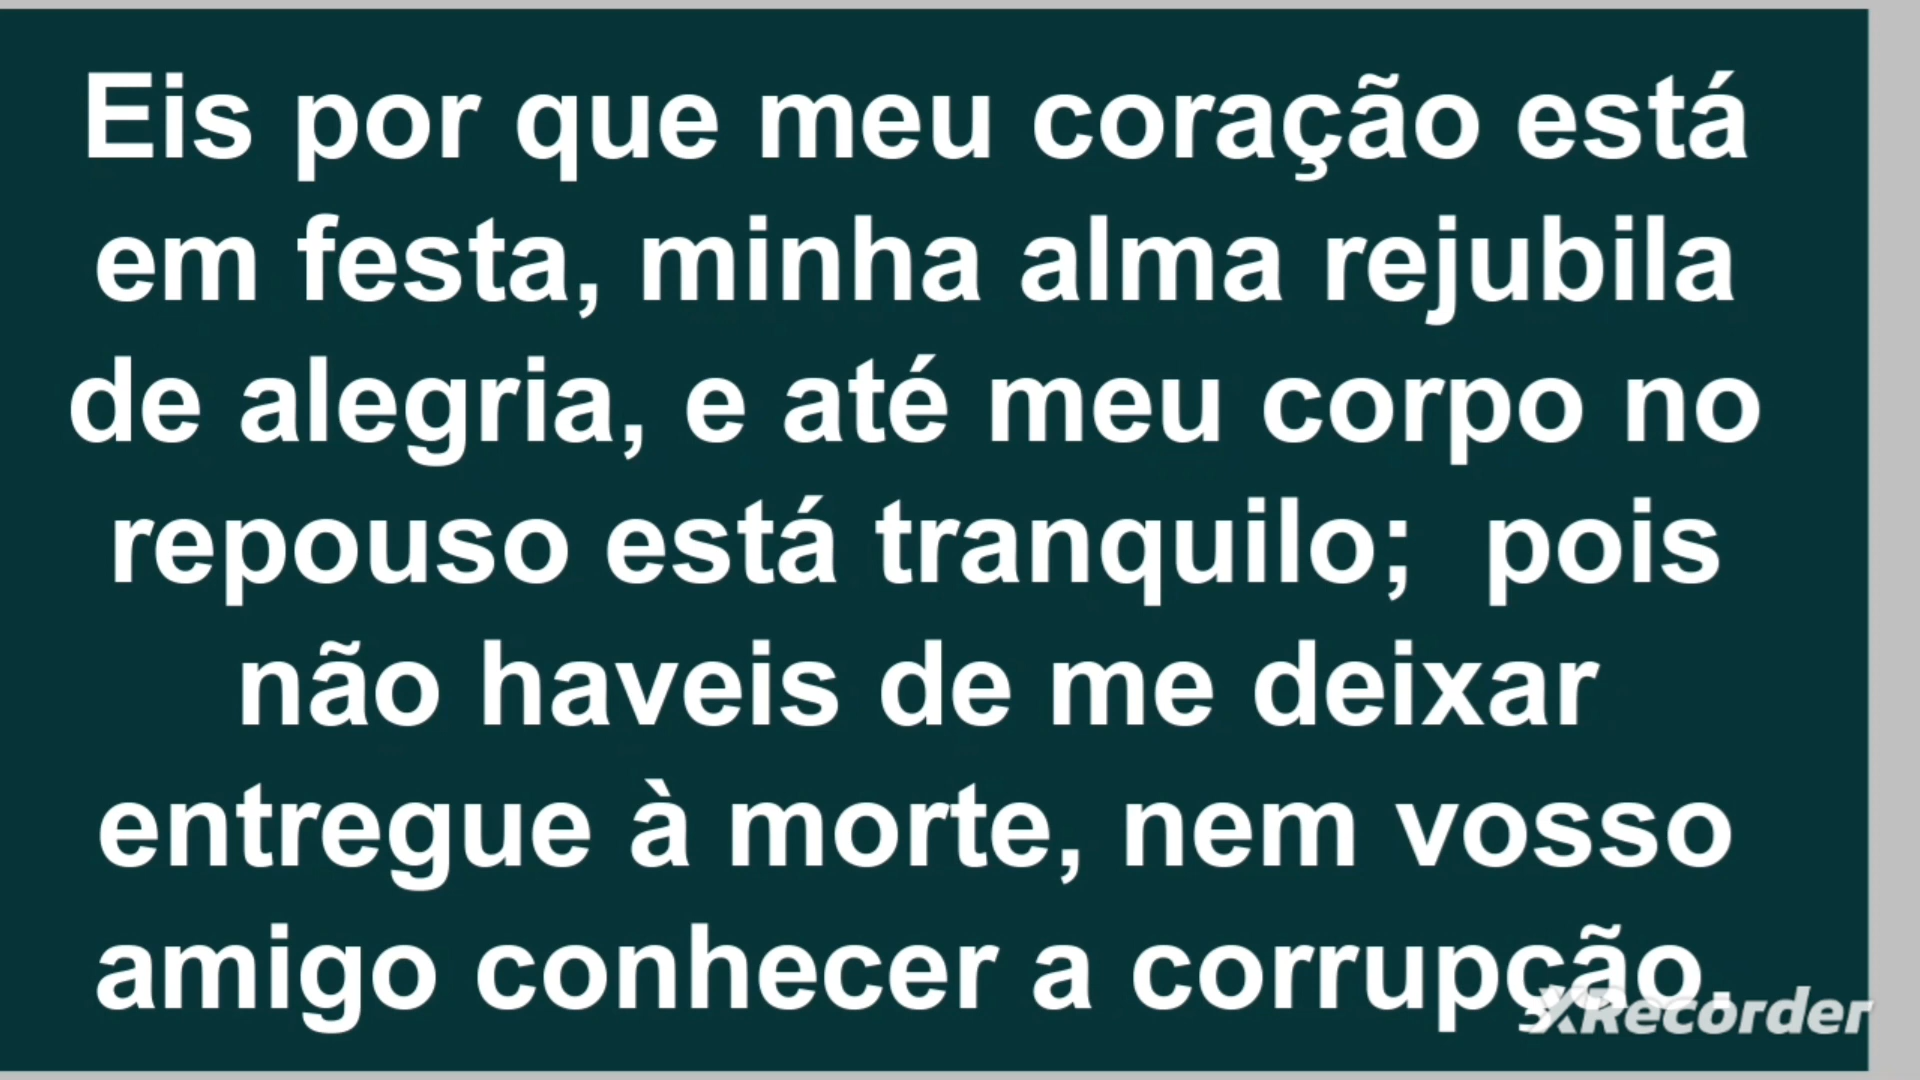 Eis por que meu coração está
em festa, minha alma rejubila
de alegria, e até meu corpo no
repouso está tranquilo;  pois
não haveis de me deixar
entregue à morte, nem vosso
amigo conhecer a corrupção.
XRecorder